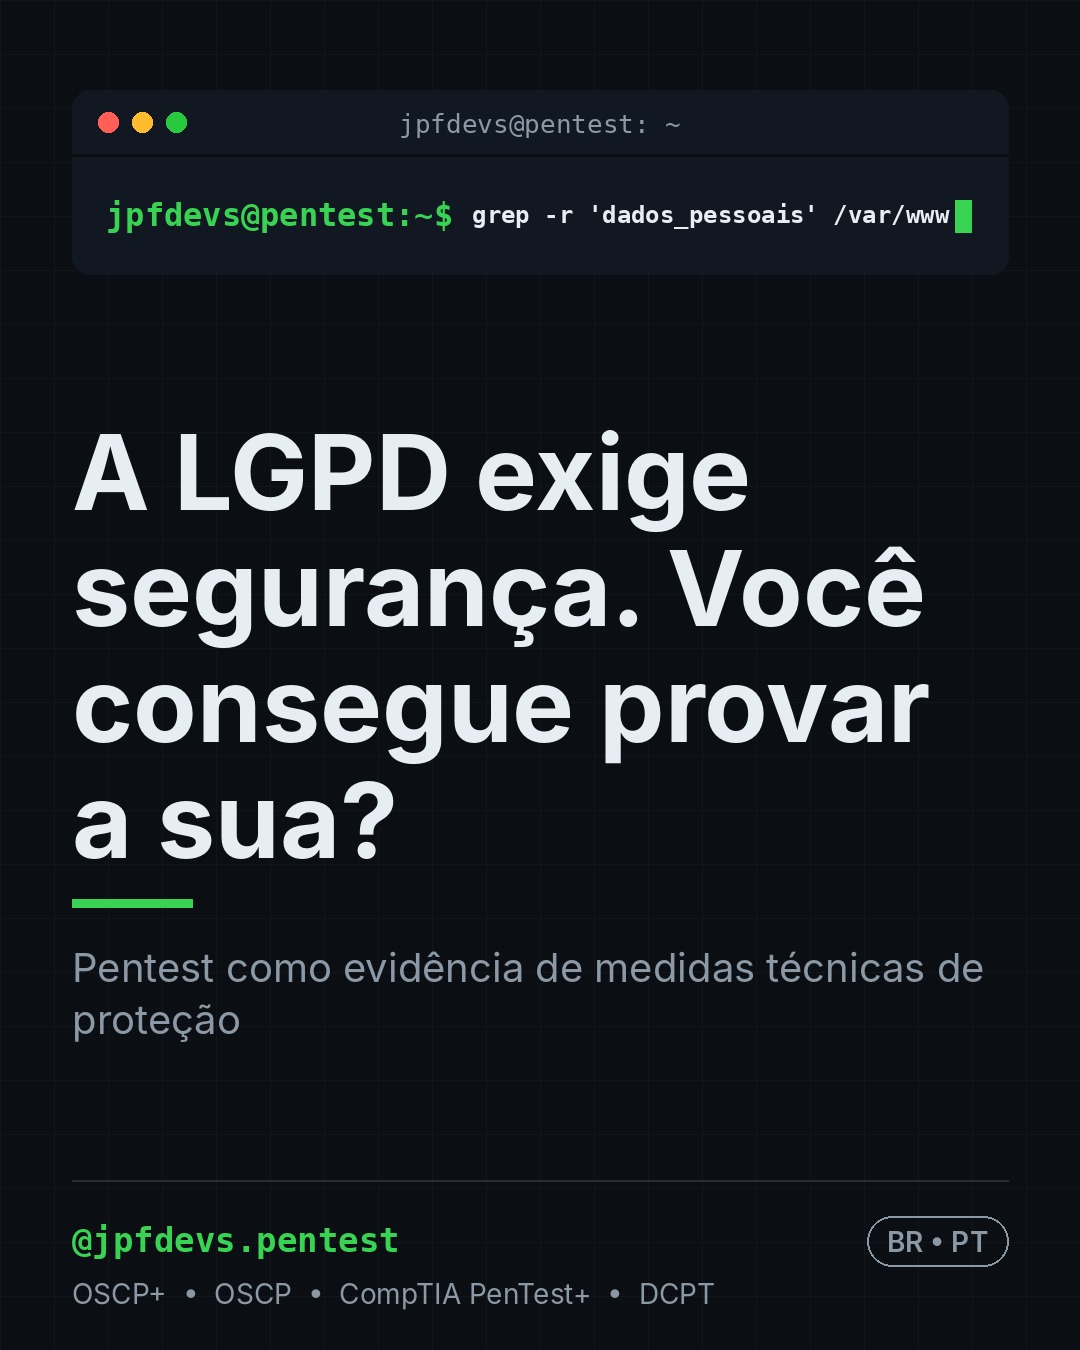 jpfdevs@pentest: ~
jpfdevs@pentest:~$ grep -r 'dados_pessoais' /var/www
A LGPD exige
segurança. Você
consegue provar
a sua?
Pentest como evidência de medidas técnicas de
proteção
@jpfdevs.pentest
BR • PT
OSCP+ • OSCP • CompTIA PenTest+ • DCPT